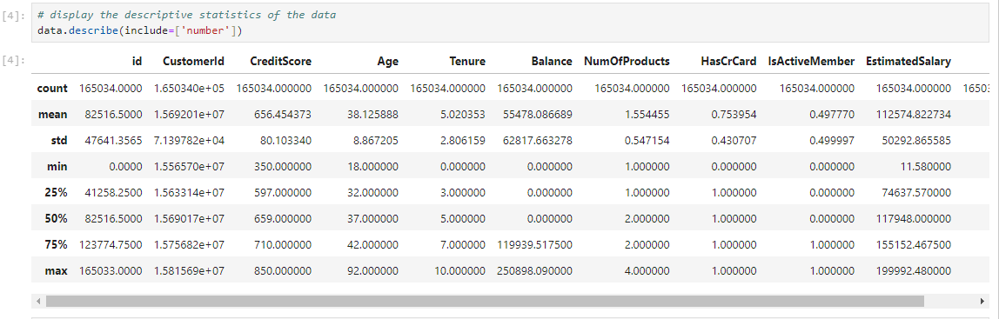 [4]: # display the descriptive statistics of the data
data.describe(include=['number'])
[4]:
id CustomerId CreditScore Age Tenure Balance NumOfProducts HasCrCard IsActiveMember EstimatedSalary
count 165034.0000 1.650340e+05 165034.000000 165034.000000 165034.000000 165034.000000 165034.000000 165034.000000 165034.000000 165034.000000 1650
mean 82516.5000 1.569201e+07 656.454373 38.125888 5.020353 55478.086689 1.554455 0.753954 0.497770 112574.822734
std 47641.3565 7.139782e+04 80.103340 8.867205 2.806159 62817.663278 0.547154 0.430707 0.499997 50292.865585
min 0.0000 1.556570e+07 350.000000 18.000000 0.000000 0.000000 1.000000 0.000000 0.000000 11.580000
25% 41258.2500 1.563314e+07 597.000000 32.000000 3.000000 0.000000 1.000000 1.000000 0.000000 74637.570000
50% 82516.5000 1.569017e+07 659.000000 37.000000 5.000000 0.000000 2.000000 1.000000 0.000000 117948.000000
75% 123774.7500 1.575682e+07 710.000000 42.000000 7.000000 119939.517500 2.000000 1.000000 1.000000 155152.467500
max 165033.0000 1.581569e+07 850.000000 92.000000 10.000000 250898.090000 4.000000 1.000000 1.000000 199992.480000